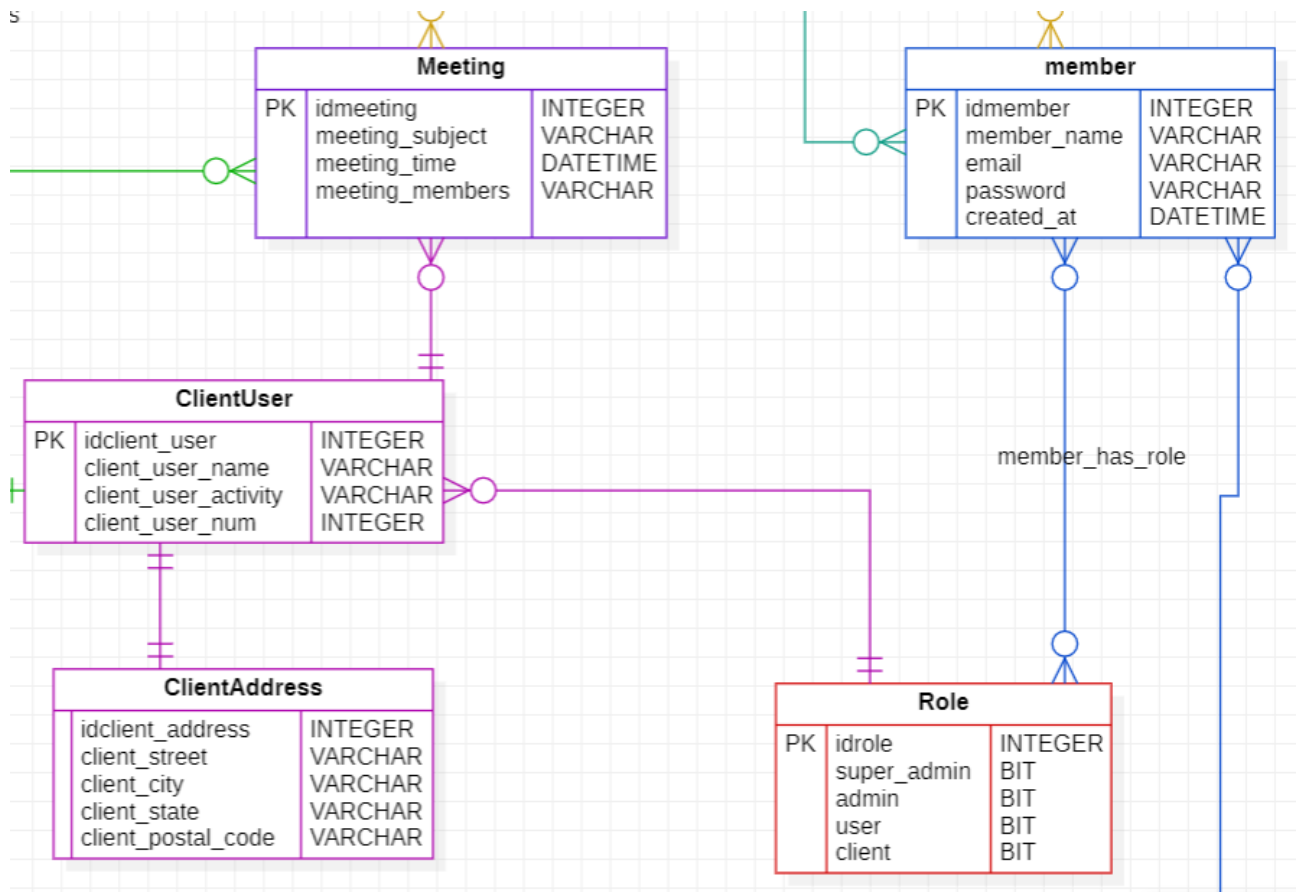 s
Meeting
PK idmeeting INTEGER
meeting_subject VARCHAR
meeting_time DATETIME
meeting_members VARCHAR
member
PK idmember INTEGER
member_name VARCHAR
email VARCHAR
password VARCHAR
created_at DATETIME
ClientUser
PK idclient_user INTEGER
client_user_name VARCHAR
client_user_activity VARCHAR
client_user_num INTEGER
member_has_role
ClientAddress
idclient_address INTEGER
client_street VARCHAR
client_city VARCHAR
client_state VARCHAR
client_postal_code VARCHAR
Role
PK idrole INTEGER
super_admin BIT
admin BIT
user BIT
client BIT